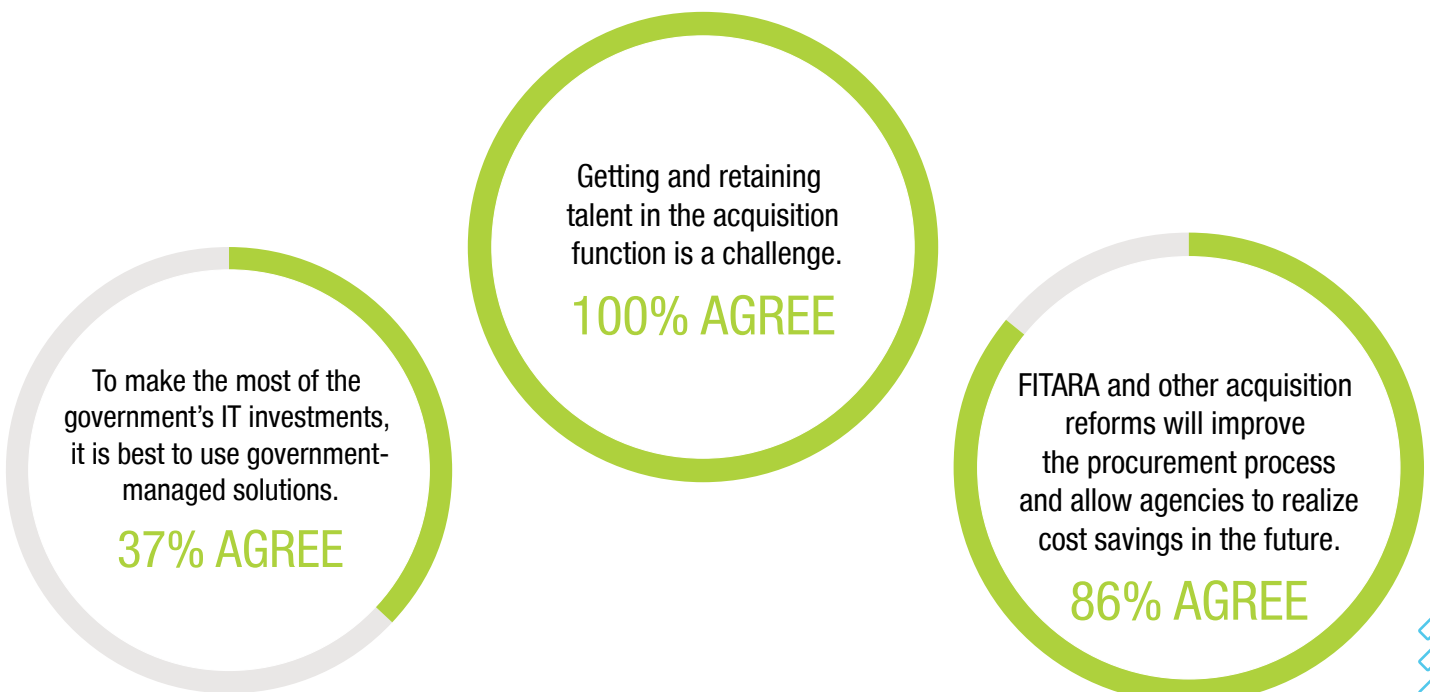 To make the most of the
government’s IT investments,
it is best to use government-
managed solutions.
37% AGREE
Getting and retaining
talent in the acquisition
function is a challenge.
100% AGREE
FITARA and other acquisition
reforms will improve
the procurement process
and allow agencies to realize
cost savings in the future.
86% AGREE